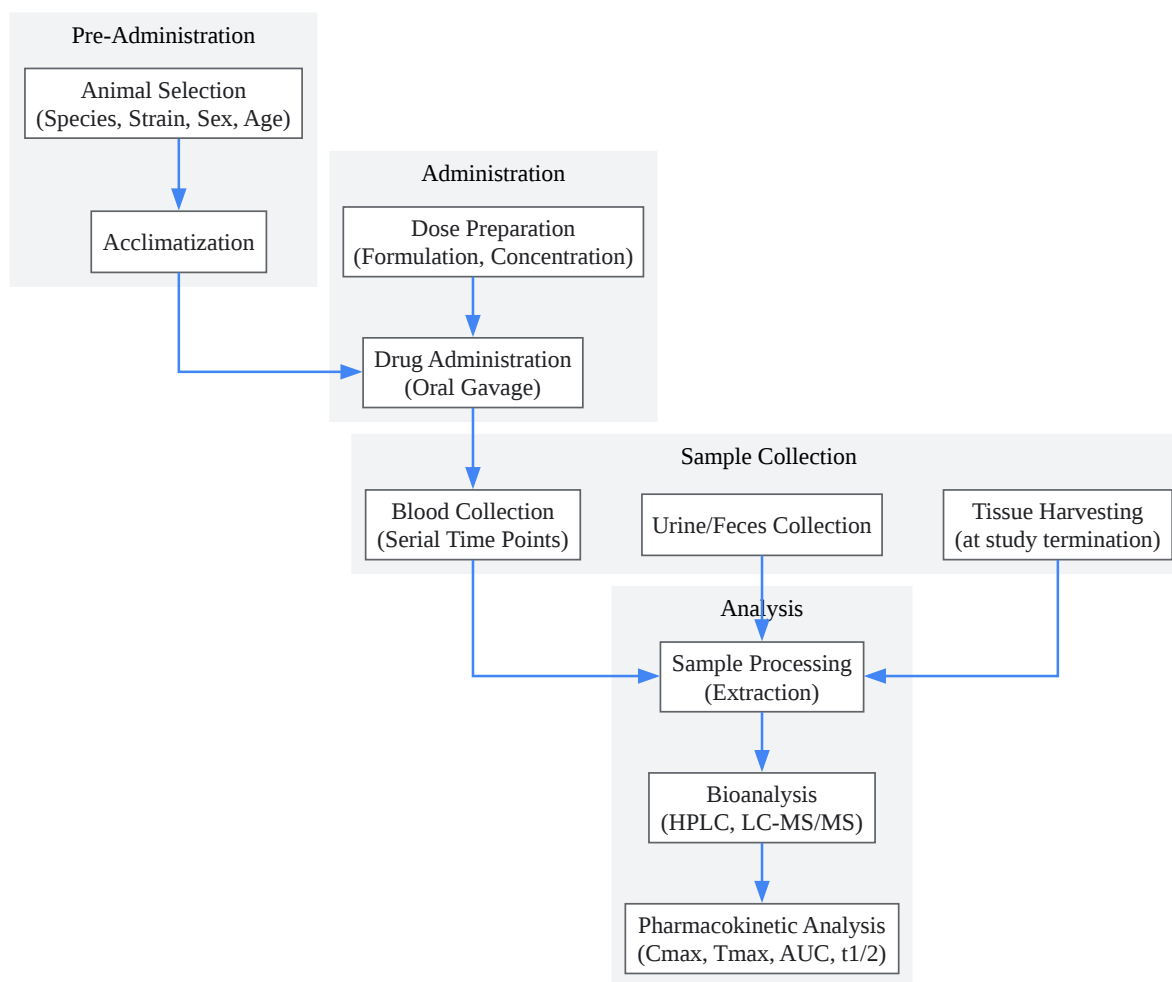 Pre-Administration
Animal Selection
(Species, Strain, Sex, Age)
Acclimatization
Administration
Dose Preparation
(Formulation, Concentration)
Drug Administration
(Oral Gavage)
Sample Collection
Blood Collection
(Serial Time Points)
Urine/Feces Collection
Tissue Harvesting
(at study termination)
Analysis
Sample Processing
(Extraction)
Bioanalysis
(HPLC, LC-MS/MS)
Pharmacokinetic Analysis
(Cmax, Tmax, AUC, t1/2)